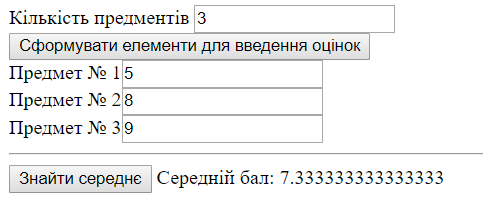 Кількість предментів 3
Сформувати елементи для введення оцінок
Предмет № 1 5
Предмет № 2 8
Предмет № 3 9
Знайти середнє Середній бал: 7.333333333333333